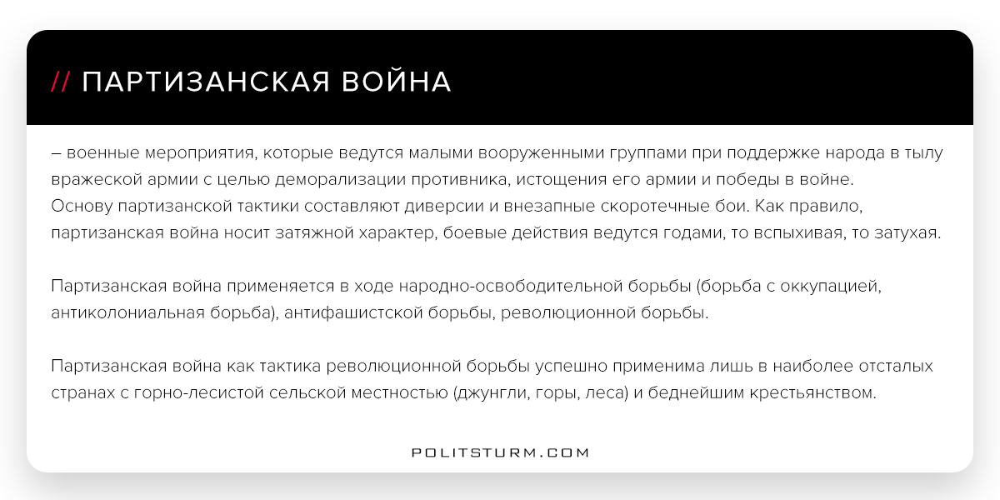 // ПАРТИЗАНСКАЯ ВОЙНА
– военные мероприятия, которые ведутся малыми вооруженными группами при поддержке народа в тылу
вражеской армии с целью деморализации противника, истощения его армии и победы в войне.
Основу партизанской тактики составляют диверсии и внезапные скоротечные бои. Как правило,
партизанская война носит затяжной характер, боевые действия ведутся годами, то вспыхивая, то затухая.
Партизанская война применяется в ходе народно-освободительной борьбы (борьба с оккупацией,
антиколониальная борьба), антифашистской борьбы, революционной борьбы.
Партизанская война как тактика революционной борьбы успешно применима лишь в наиболее отсталых
странах с горно-лесистой сельской местностью (джунгли, горы, леса) и беднейшим крестьянством.
POLITSTURM.COM